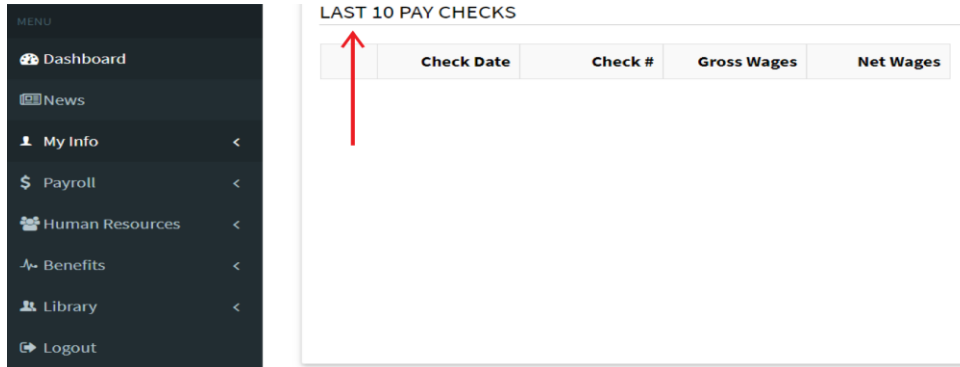 MENU
Dashboard
News
My Info
Payroll
Human Resources
Benefits
Library
Logout
LAST 10 PAY CHECKS
Check Date Check # Gross Wages Net Wages